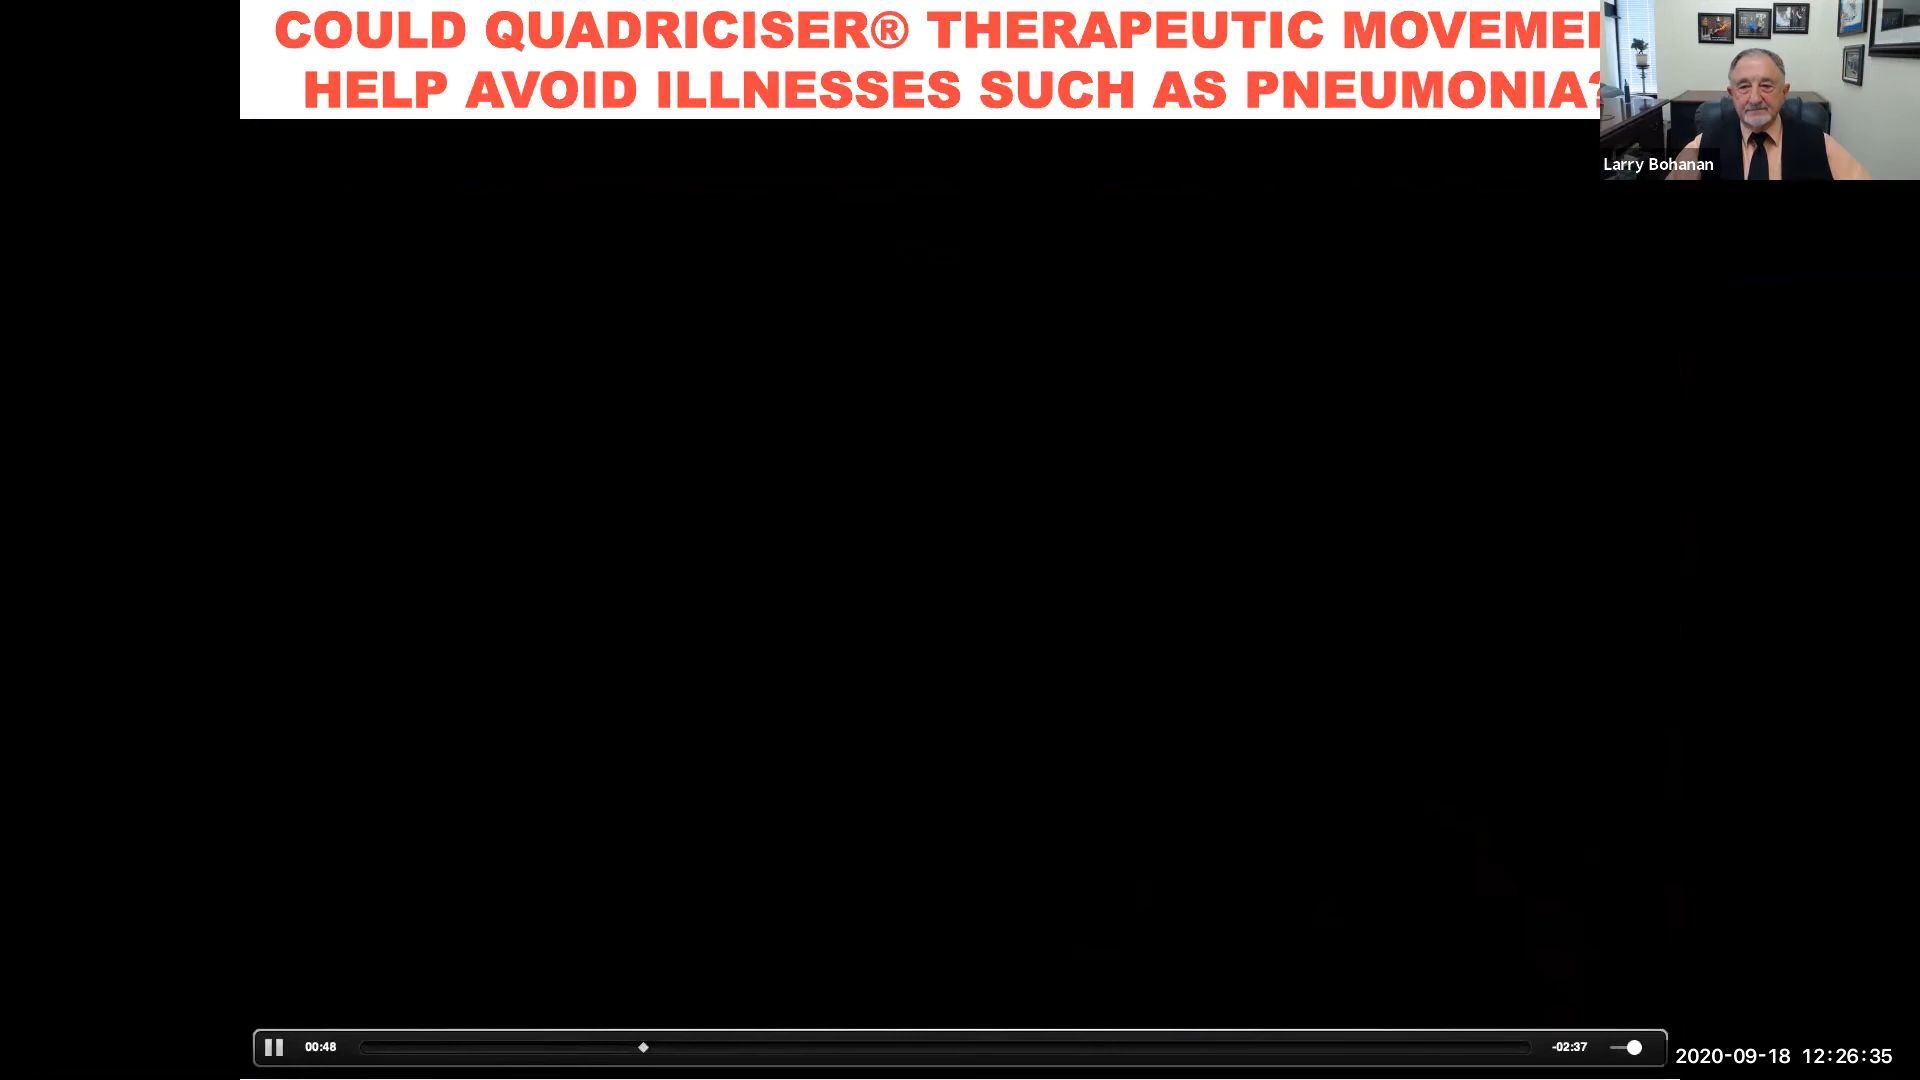 COULD QUADRICISER® THERAPEUTIC MOVEME
HELP AVOID ILLNESSES SUCH AS PNEUMONIA?
Larry Bohanan
00:48
-02:37
2020-09-18 12:26:35